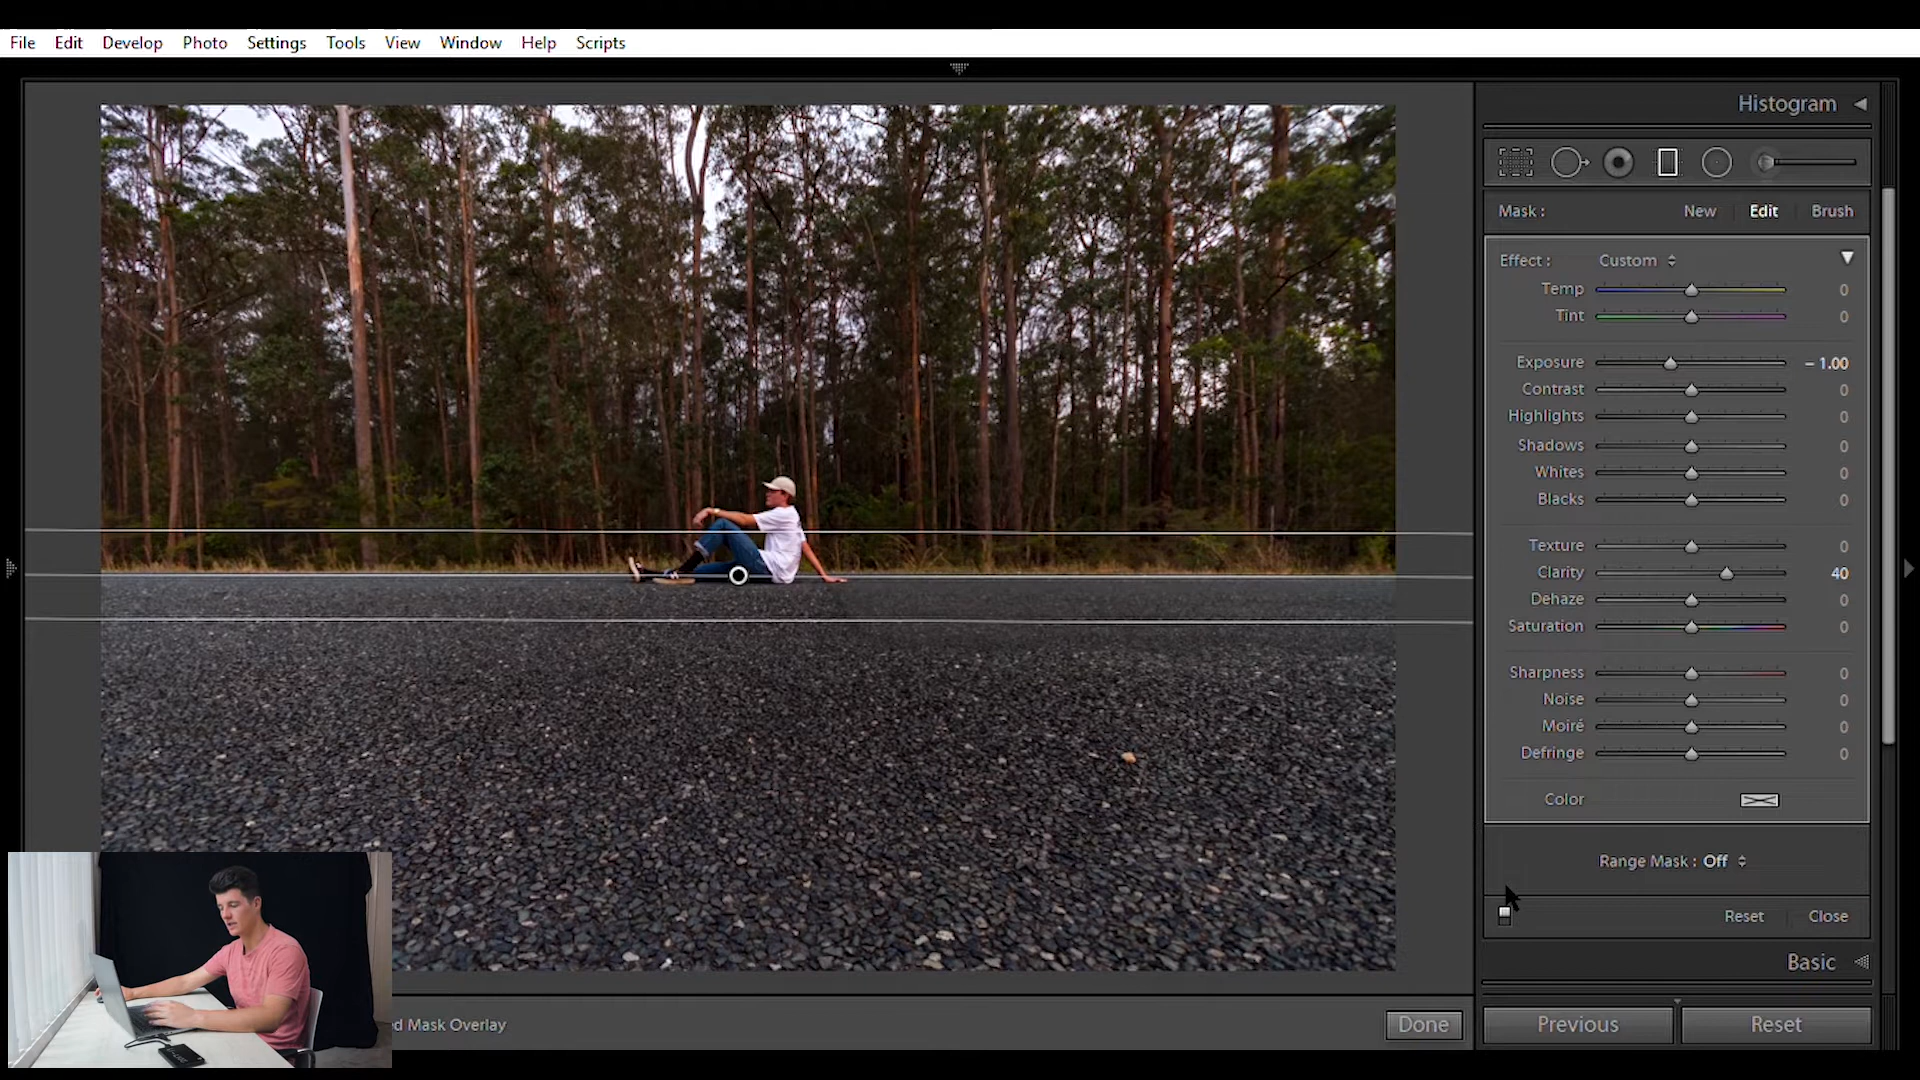 File Edit Develop Photo Settings Tools View Window Help Scripts
Histogram
Mask : New Edit Brush
Effect : Custom
Temp 0
Tint 0
Exposure – 1.00
Contrast 0
Highlights 0
Shadows 0
Whites 0
Blacks 0
Texture 0
Clarity 40
Dehaze 0
Saturation 0
Sharpness 0
Noise 0
Moiré 0
Defringe 0
Color
Range Mask : Off
Reset Close
Basic
Mask Overlay
Done
Previous Reset